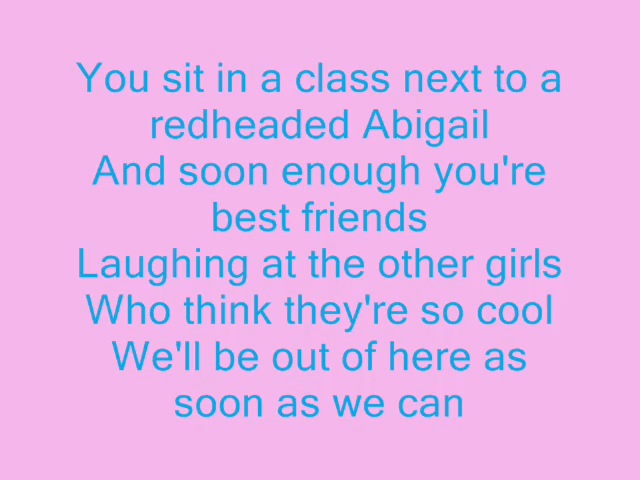 You sit in a class next to a
redheaded Abigail
And soon enough you're
best friends
Laughing at the other girls
Who think they're so cool
We'll be out of here as
soon as we can